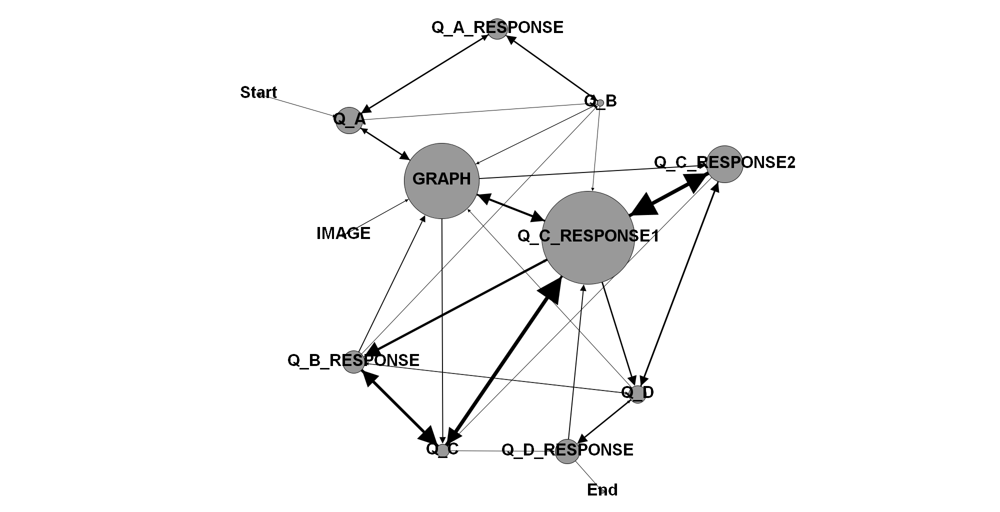 Q_A_RESPONSE
Start
Q_B
Q_A
Q_C_RESPONSE2
GRAPH
IMAGE
Q_C_RESPONSE1
Q_B_RESPONSE
Q_D
Q_C
Q_D_RESPONSE
End